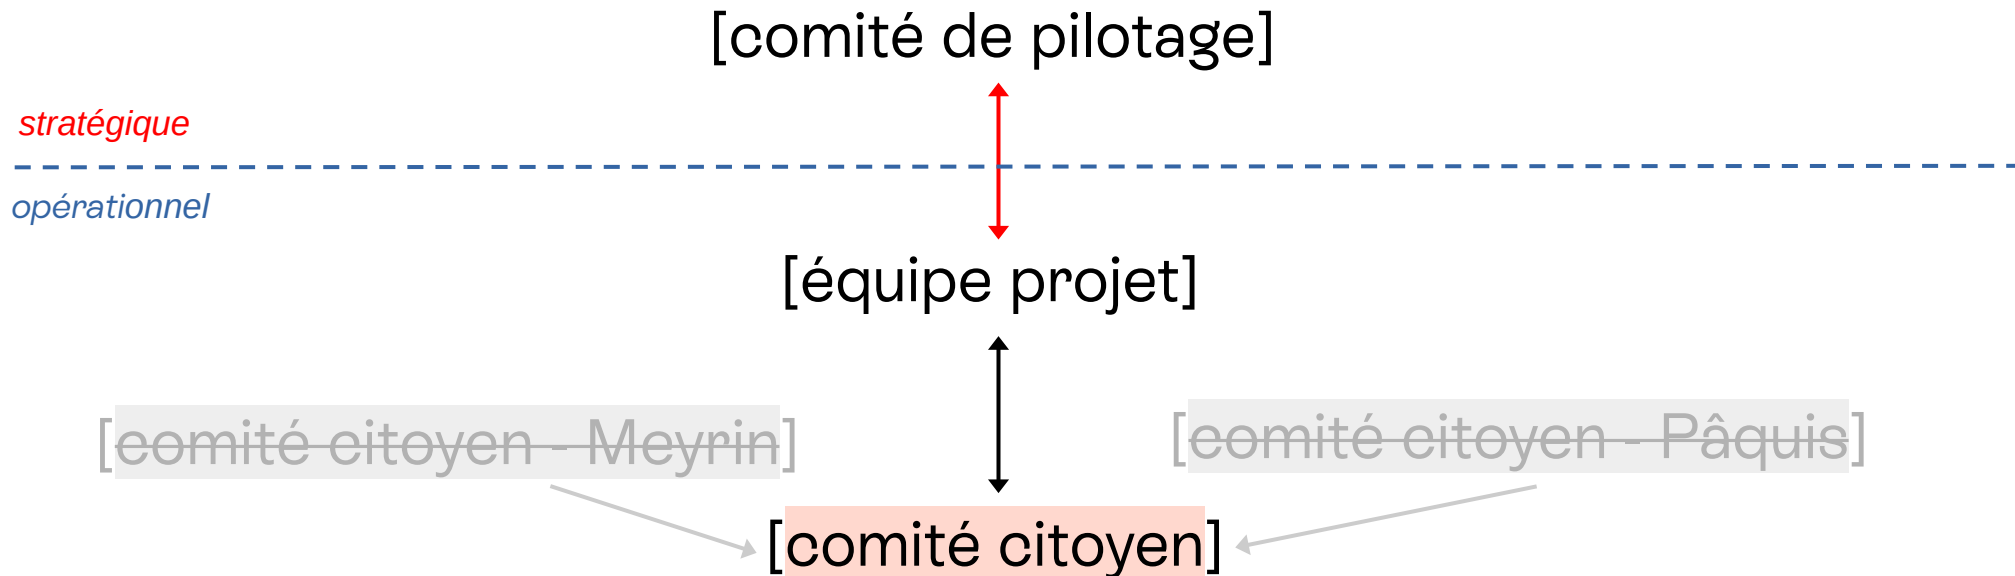 [comité de pilotage]
stratégique
opérationnel
[équipe projet]
[comité citoyen - Meyrin]
[comité citoyen - Pâquis]
[comité citoyen]